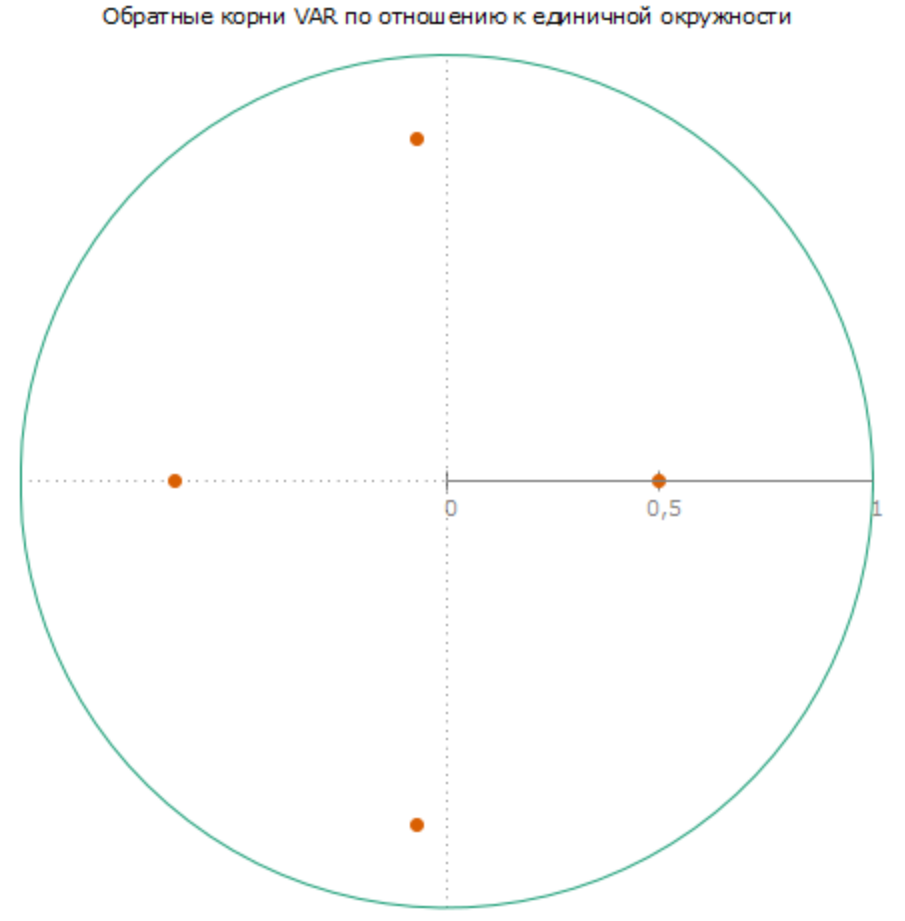 Обратные корни VAR по отношению к единичной окружности
0
0,5
1